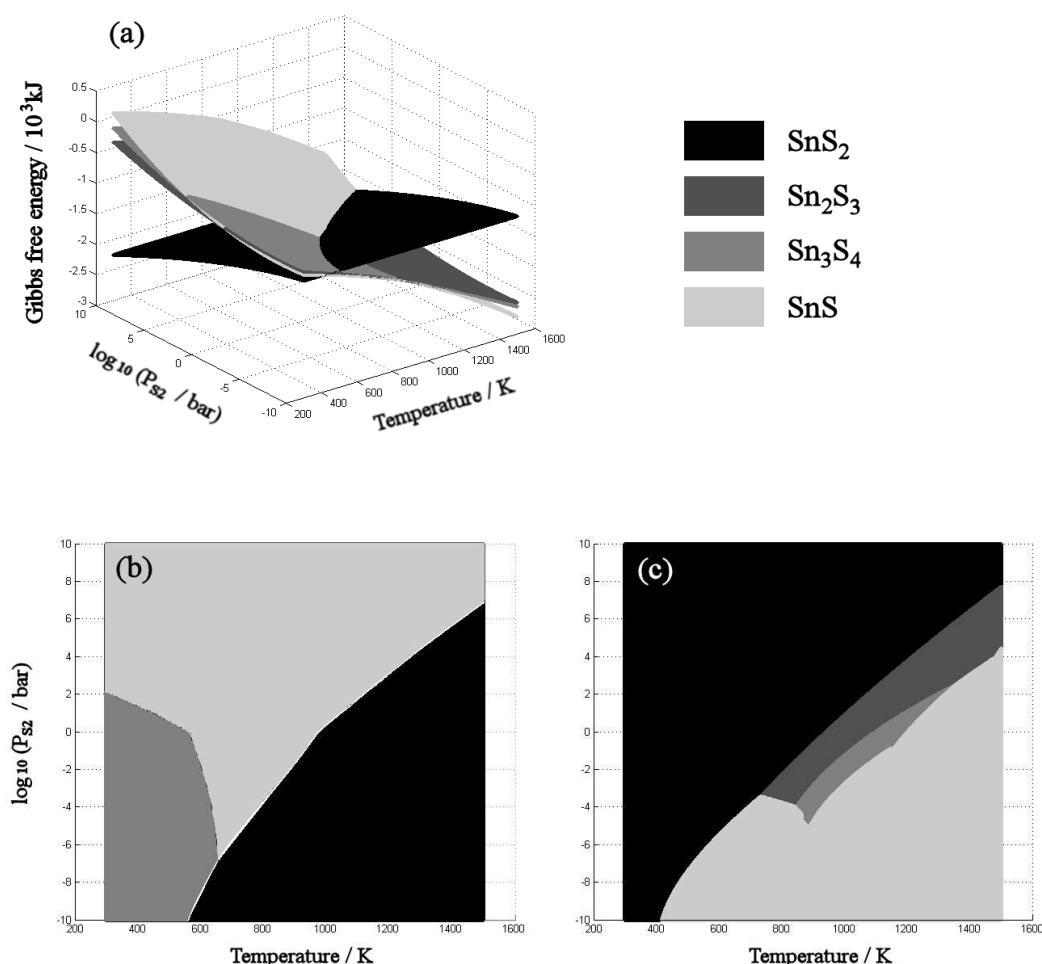 (a)
Gibbs free energy / 10³kJ
0.5
0
-0.5
-1
-1.5
-2
-2.5
-3
10
5
0
-5
-10
log 10 (P_S2 / bar)
200
400
600
800
1000
1200
1400
1600
Temperature / K
SnS₂
Sn₂S₃
Sn₃S₄
SnS
(b)
10
8
6
4
2
0
-2
-4
-6
-8
-10
log 10 (P_S2 / bar)
200 400 600 800 1000 1200 1400 1600
Temperature / K
(c)
10
8
6
4
2
0
-2
-4
-6
-8
-10
200 400 600 800 1000 1200 1400 1600
Temperature / K